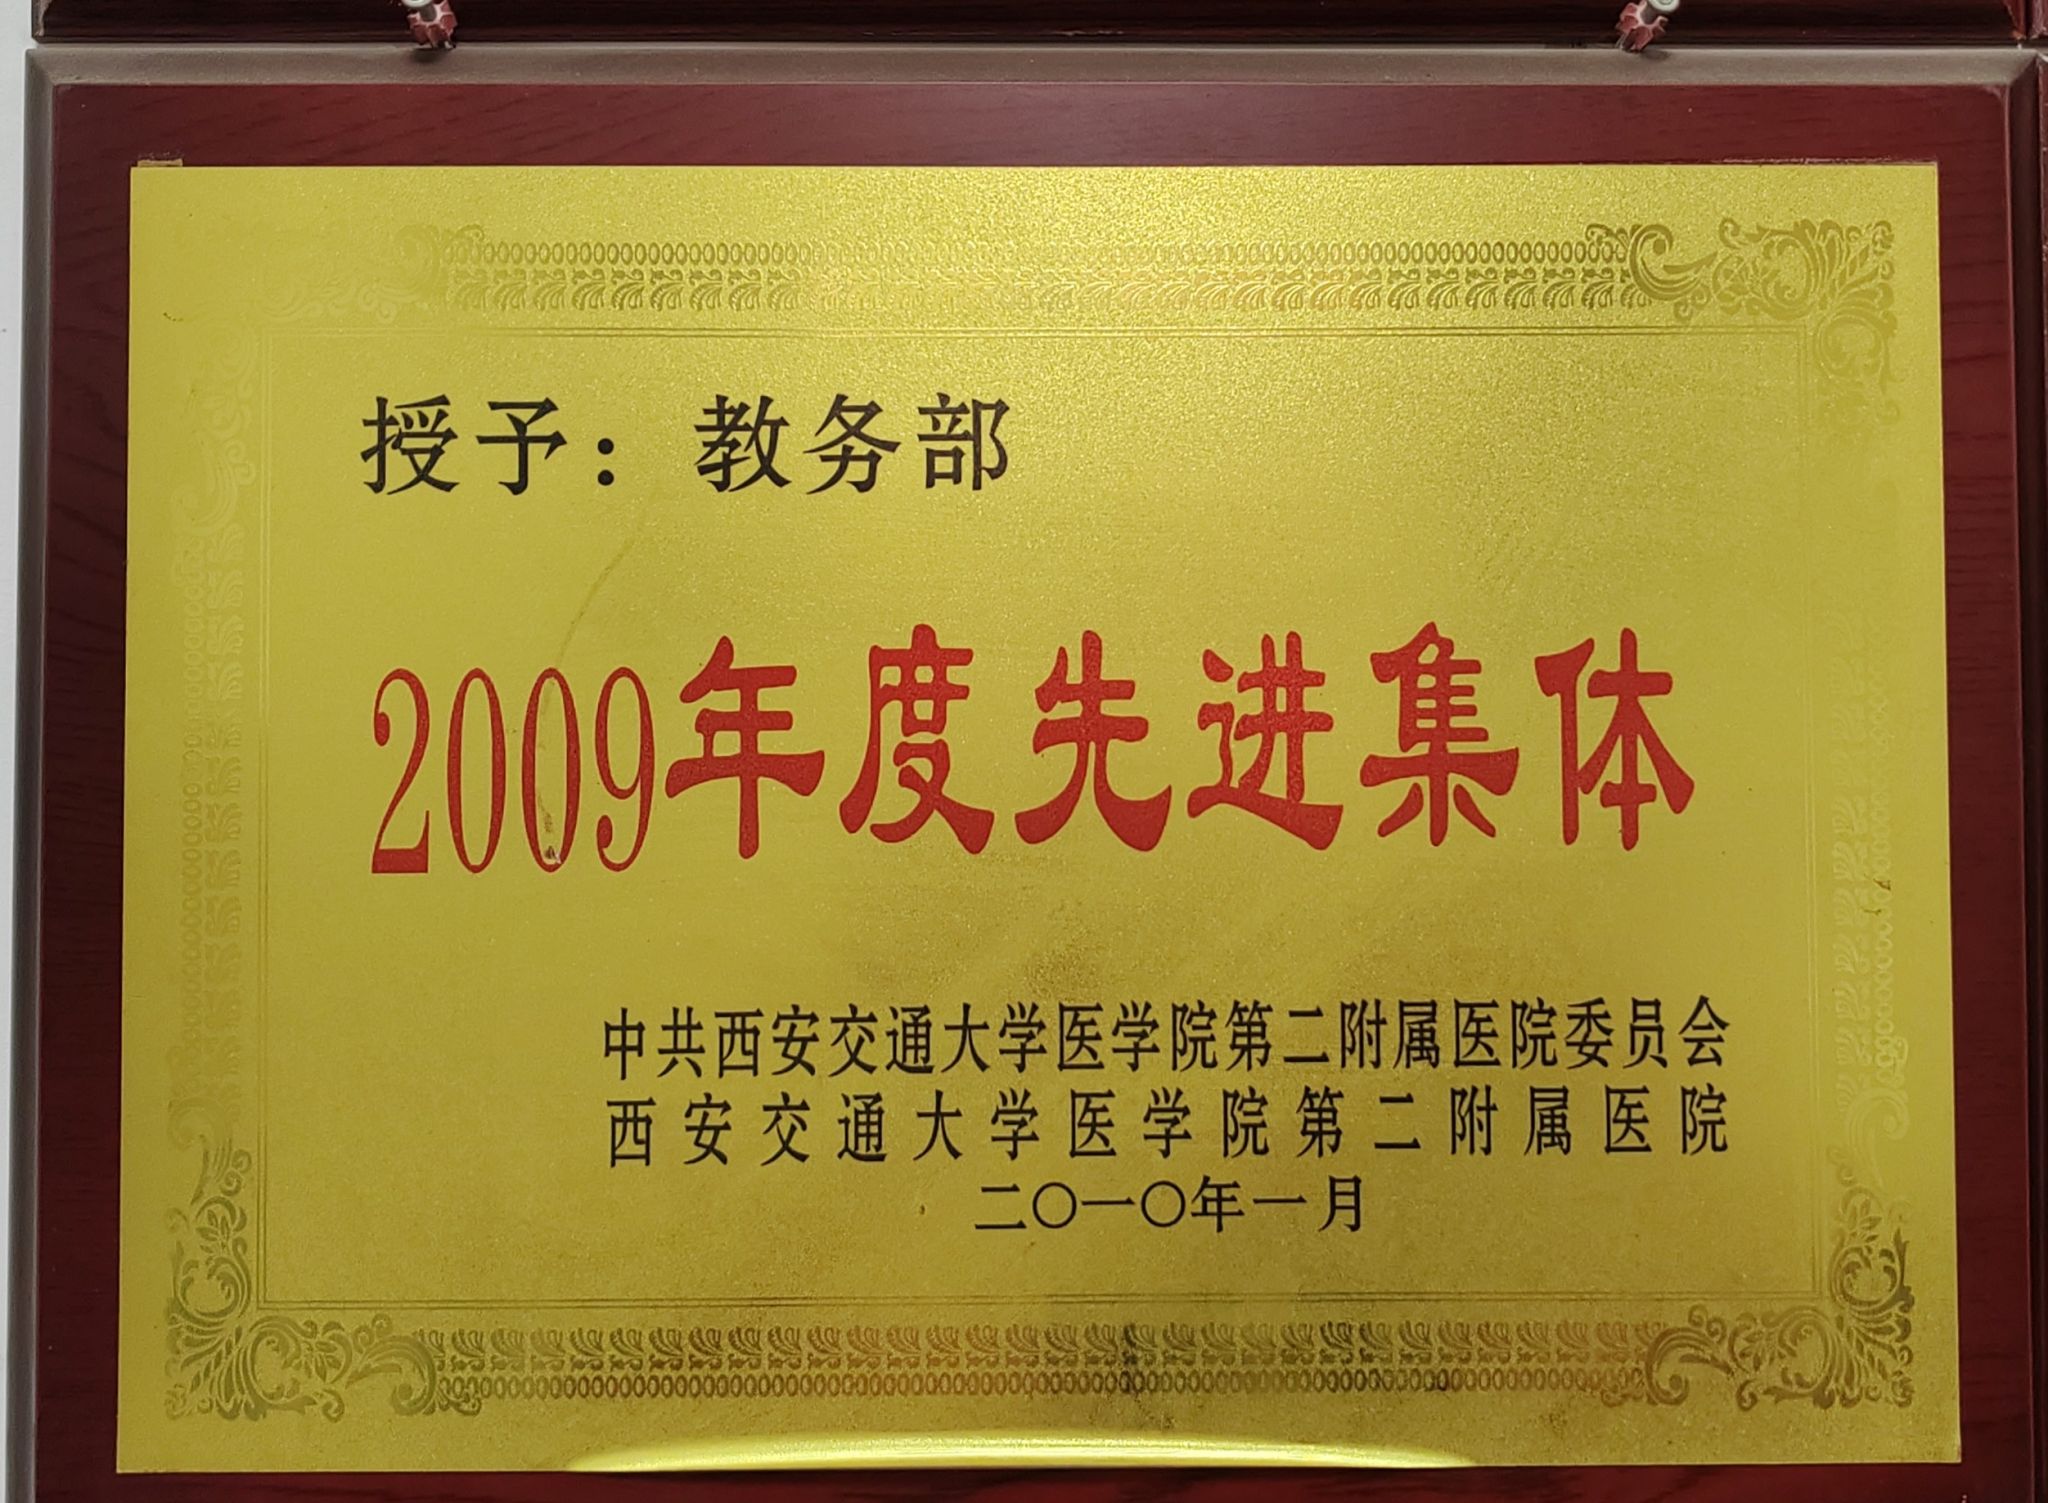 授予：教务部
2009年度先进集体
中共西安交通大学医学院第二附属医院委员会
西安交通大学医学院第二附属医院
二〇一〇年一月